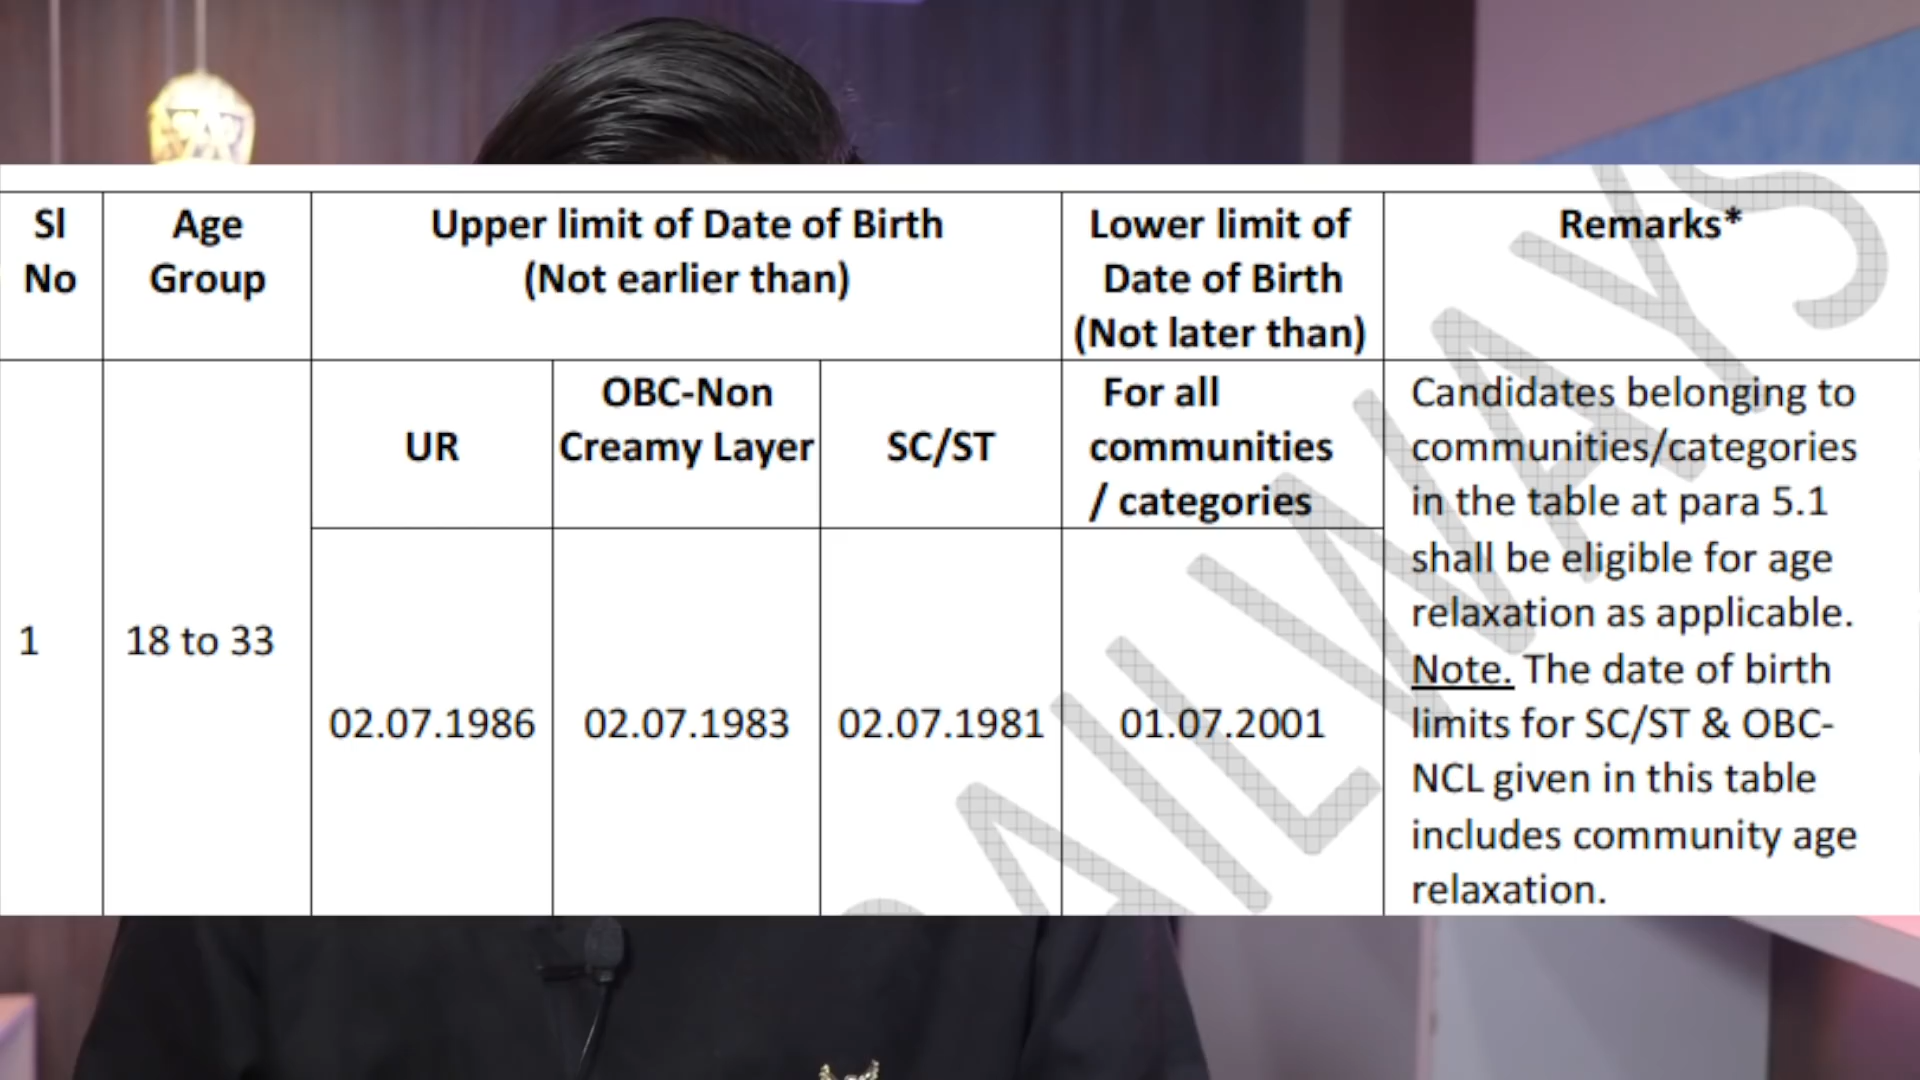 Sl
No
Age
Group
Upper limit of Date of Birth
(Not earlier than)
Lower limit of
Date of Birth
(Not later than)
Remarks*
UR
OBC-Non
Creamy Layer
SC/ST
For all
communities
/ categories
Candidates belonging to
communities/categories
in the table at para 5.1
shall be eligible for age
relaxation as applicable.
Note. The date of birth
limits for SC/ST & OBC-
NCL given in this table
includes community age
relaxation.
1
18 to 33
02.07.1986
02.07.1983
02.07.1981
01.07.2001
RAILWAYS